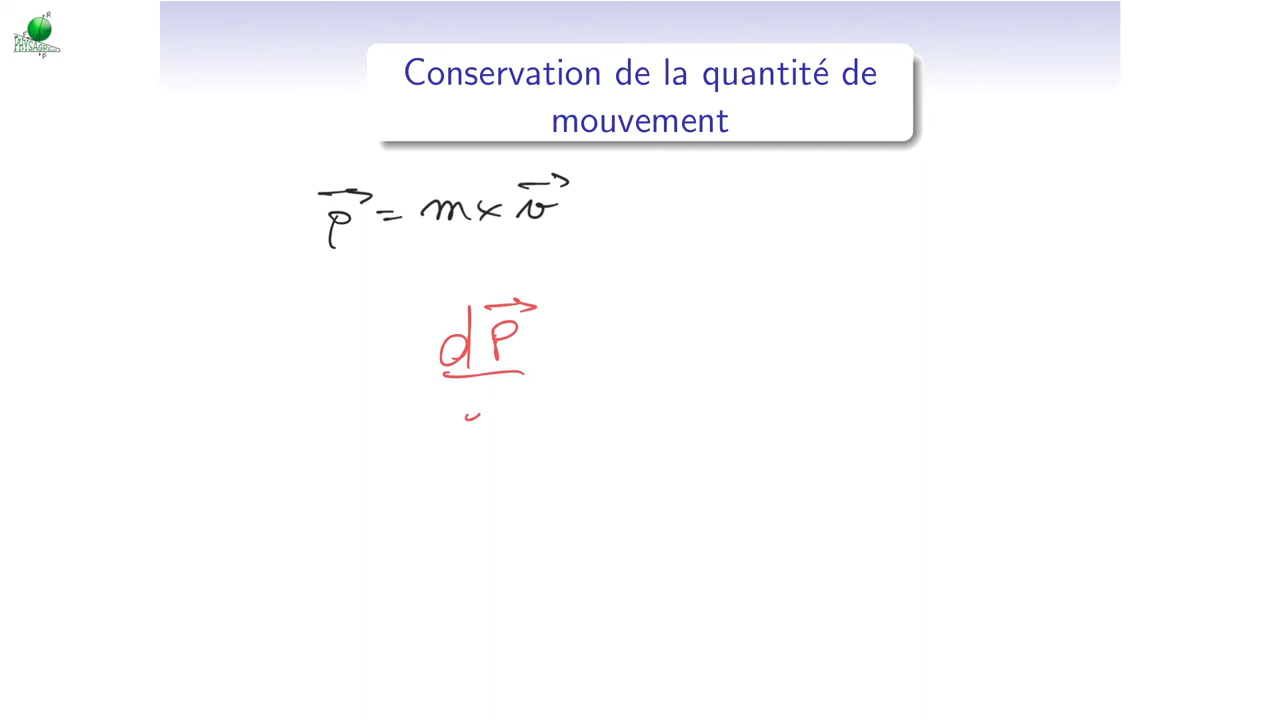 Conservation de la quantité de
mouvement
p⃗ = m × v⃗
dP⃗